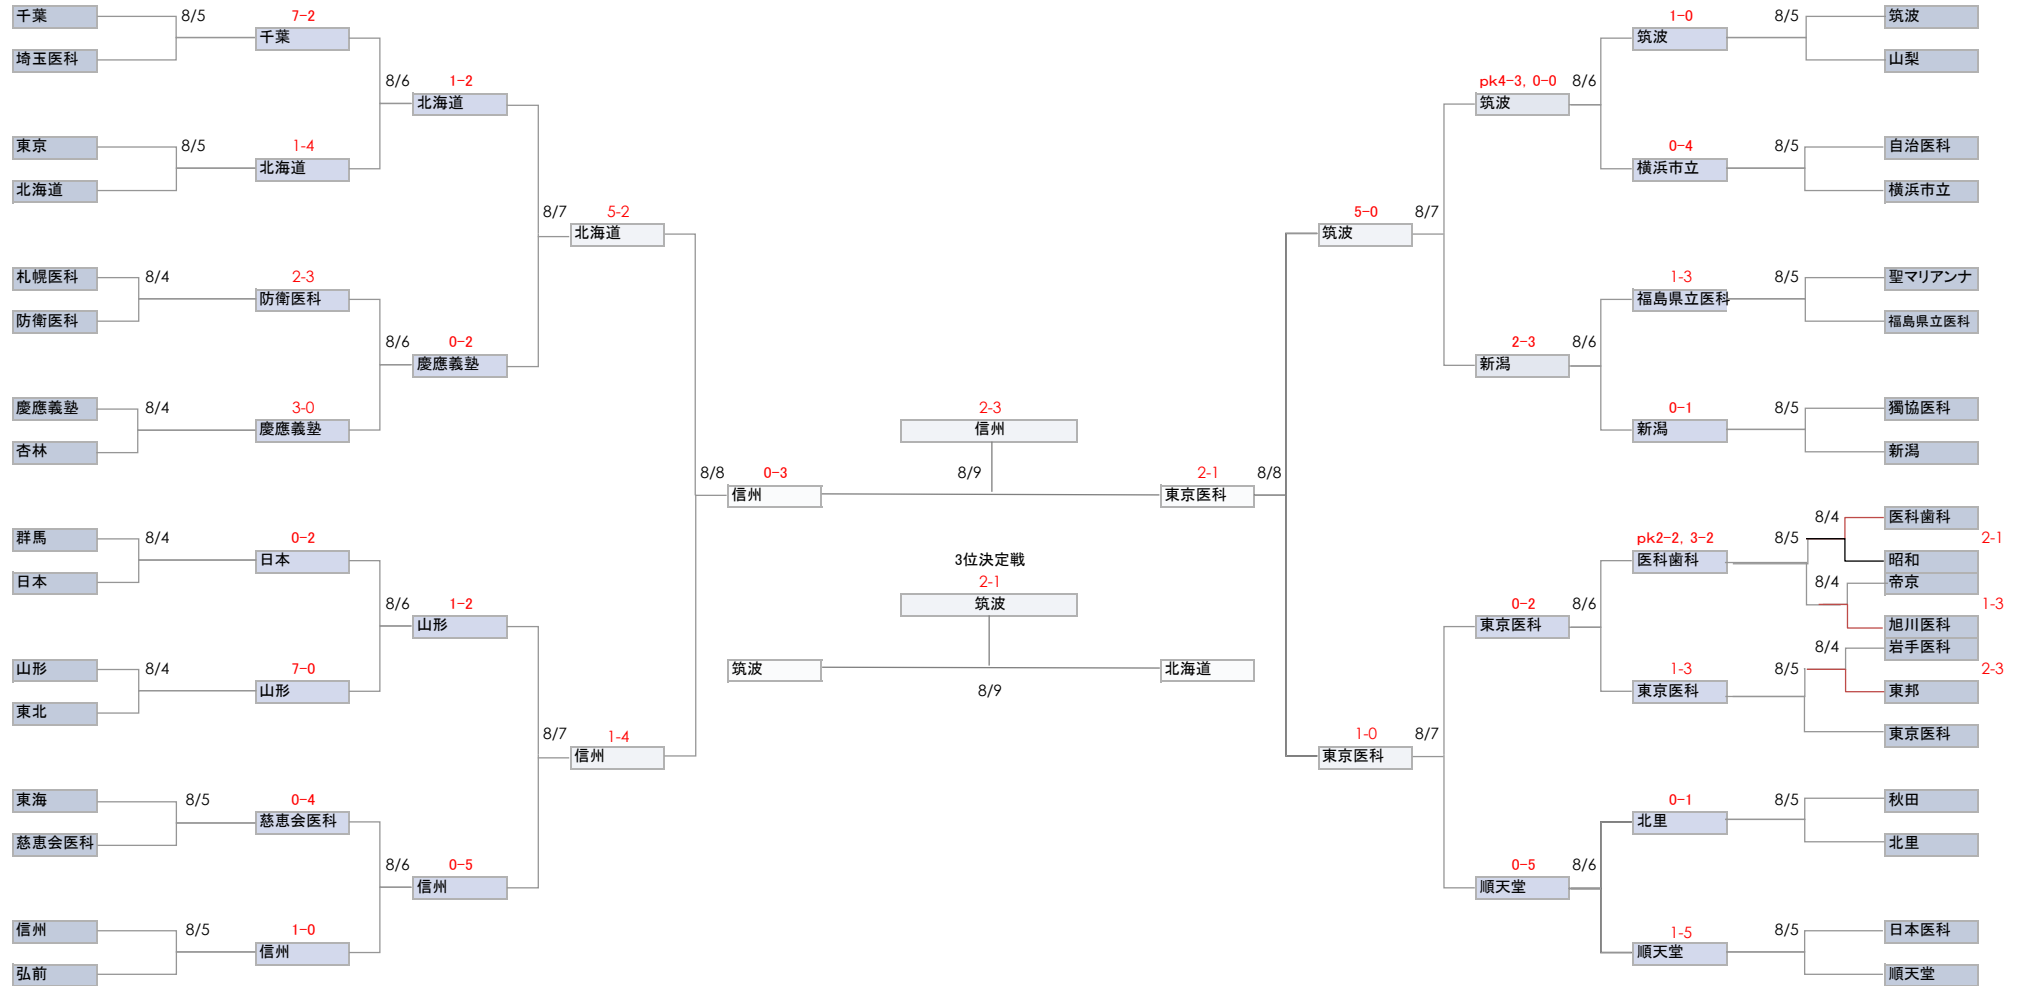 千葉
8/5
7-2
千葉
埼玉医科
8/6
1-2
北海道
東京
8/5
1-4
北海道
北海道
8/7
5-2
北海道
札幌医科
8/4
2-3
防衛医科
防衛医科
8/6
0-2
慶應義塾
慶應義塾
8/4
3-0
慶應義塾
杏林
8/8
0-3
信州
群馬
8/4
0-2
日本
日本
8/6
1-2
山形
山形
8/4
7-0
山形
東北
8/7
1-4
信州
東海
8/5
0-4
慈恵会医科
慈恵会医科
8/6
0-5
信州
信州
8/5
1-0
信州
弘前
2-3
信州
8/9
3位決定戦
2-1
筑波
筑波
北海道
8/9
2-1
東京医科
8/8
5-0
筑波
8/7
pk4-3, 0-0
筑波
8/6
1-0
筑波
8/5
筑波
山梨
0-4
横浜市立
8/5
自治医科
横浜市立
2-3
新潟
8/6
1-3
福島県立医科
8/5
聖マリアンナ
福島県立医科
0-1
新潟
8/5
獨協医科
新潟
1-0
東京医科
8/7
0-2
東京医科
8/6
pk2-2, 3-2
医科歯科
8/5
8/4
医科歯科
2-1
昭和
8/4
帝京
1-3
旭川医科
1-3
東京医科
8/5
8/4
岩手医科
2-3
東邦
東京医科
0-5
順天堂
8/6
0-1
北里
8/5
秋田
北里
1-5
順天堂
8/5
日本医科
順天堂